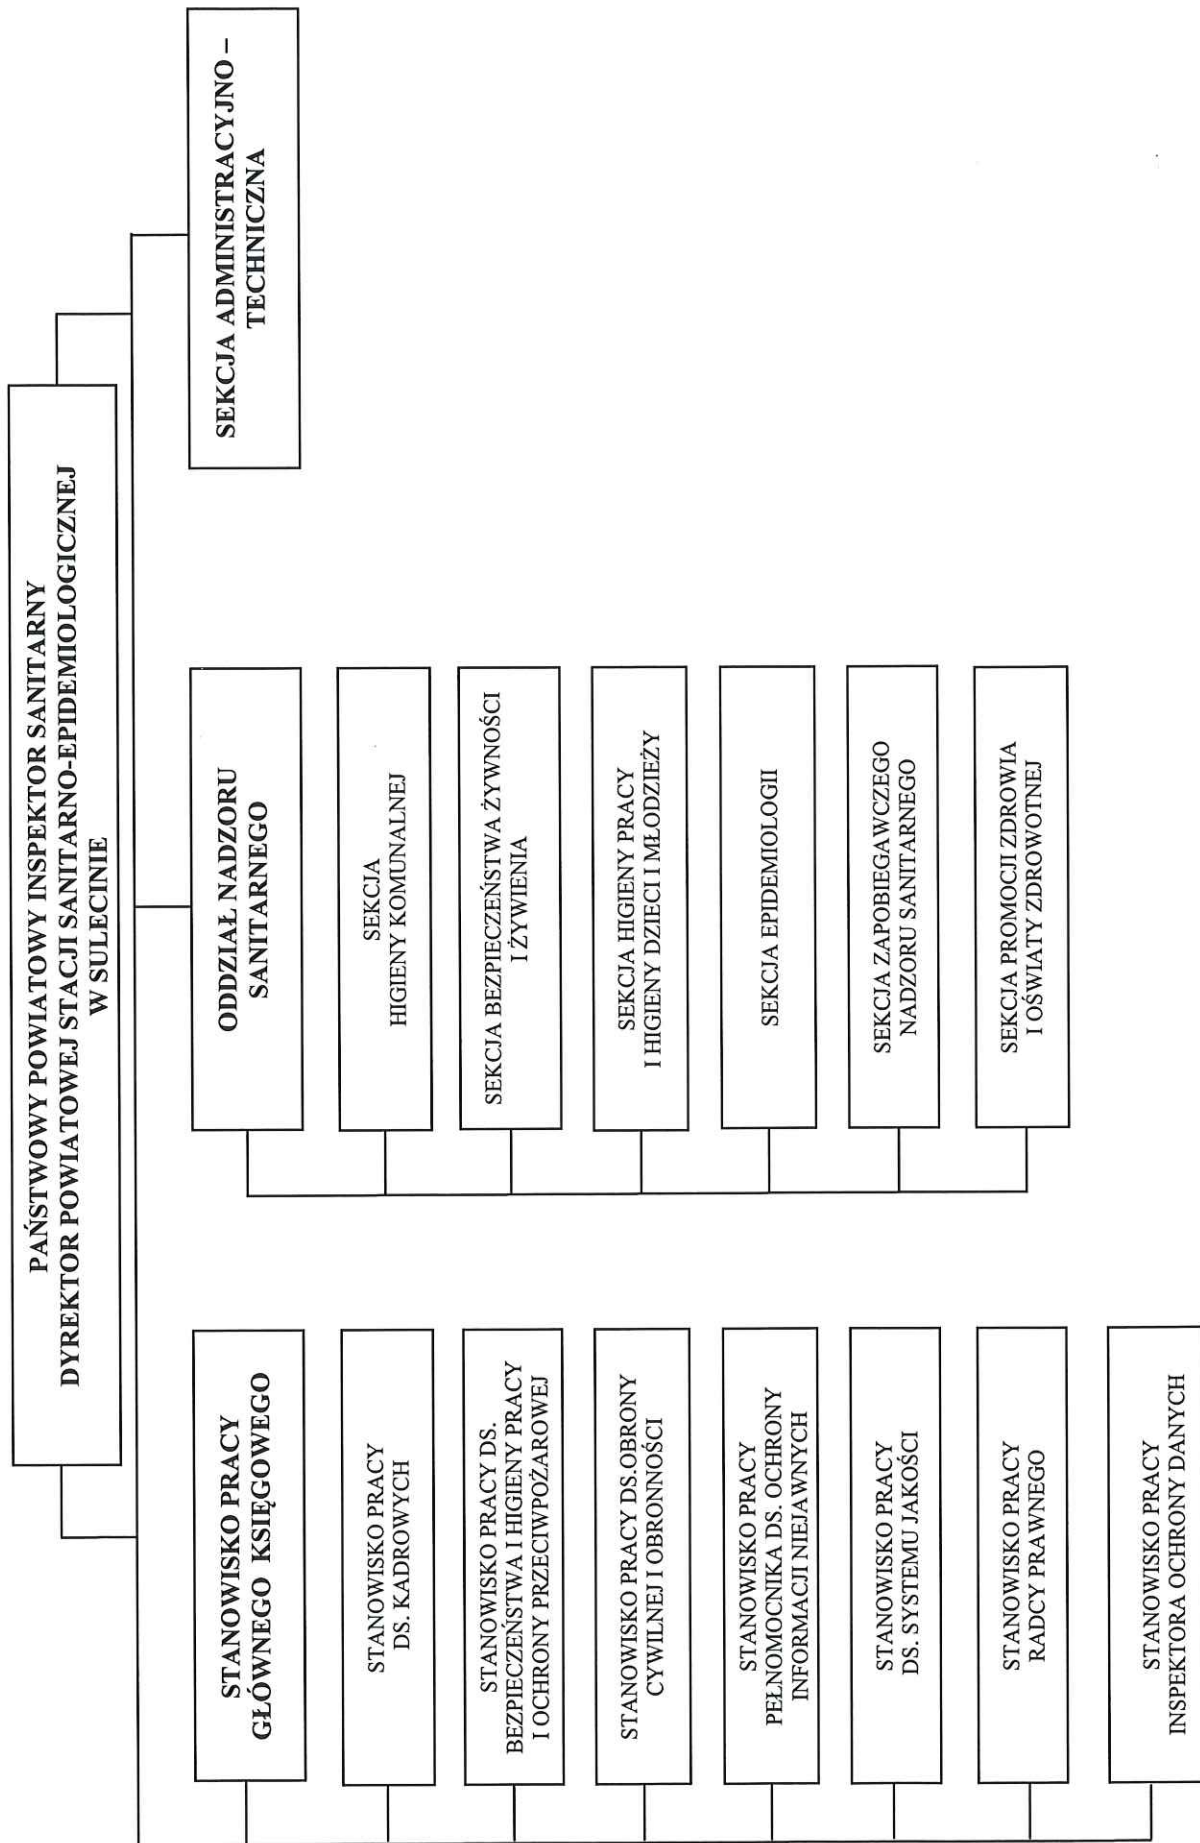 PAŃSTWOWY POWIATOWY INSPEKTOR SANITARNY
DYREKTOR POWIATOWEJ STACJI SANITARNO-EPIDEMIOLOGICZNEJ
W SULECINIE
STANOWISKO PRACY
GŁÓWNEGO KSIĘGOWEGO
STANOWISKO PRACY
DS. KADROWYCH
STANOWISKO PRACY DS.
BEZPIECZEŃSTWA I HIGIENY PRACY
I OCHRONY PRZECIWPOŻAROWEJ
STANOWISKO PRACY DS.OBRONY
CYWILNEJ I OBRONNOŚCI
STANOWISKO PRACY
PEŁNOMOCNIKA DS. OCHRONY
INFORMACJI NIEJAWNYCH
STANOWISKO PRACY
DS. SYSTEMU JAKOŚCI
STANOWISKO PRACY
RADCY PRAWNEGO
STANOWISKO PRACY
INSPEKTORA OCHRONY DANYCH
ODDZIAŁ NADZORU
SANITARNEGO
SEKCJA
HIGIENY KOMUNALNEJ
SEKCJA BEZPIECZEŃSTWA ŻYWNOŚCI
I ŻYWIENIA
SEKCJA HIGIENY PRACY
I HIGIENY DZIECI I MŁODZIEŻY
SEKCJA EPIDEMIOLOGII
SEKCJA ZAPOBIEGAWCZEGO
NADZORU SANITARNEGO
SEKCJA PROMOCJI ZDROWIA
I OŚWIATY ZDROWOTNEJ
SEKCJA ADMINISTRACYJNO –
TECHNICZNA